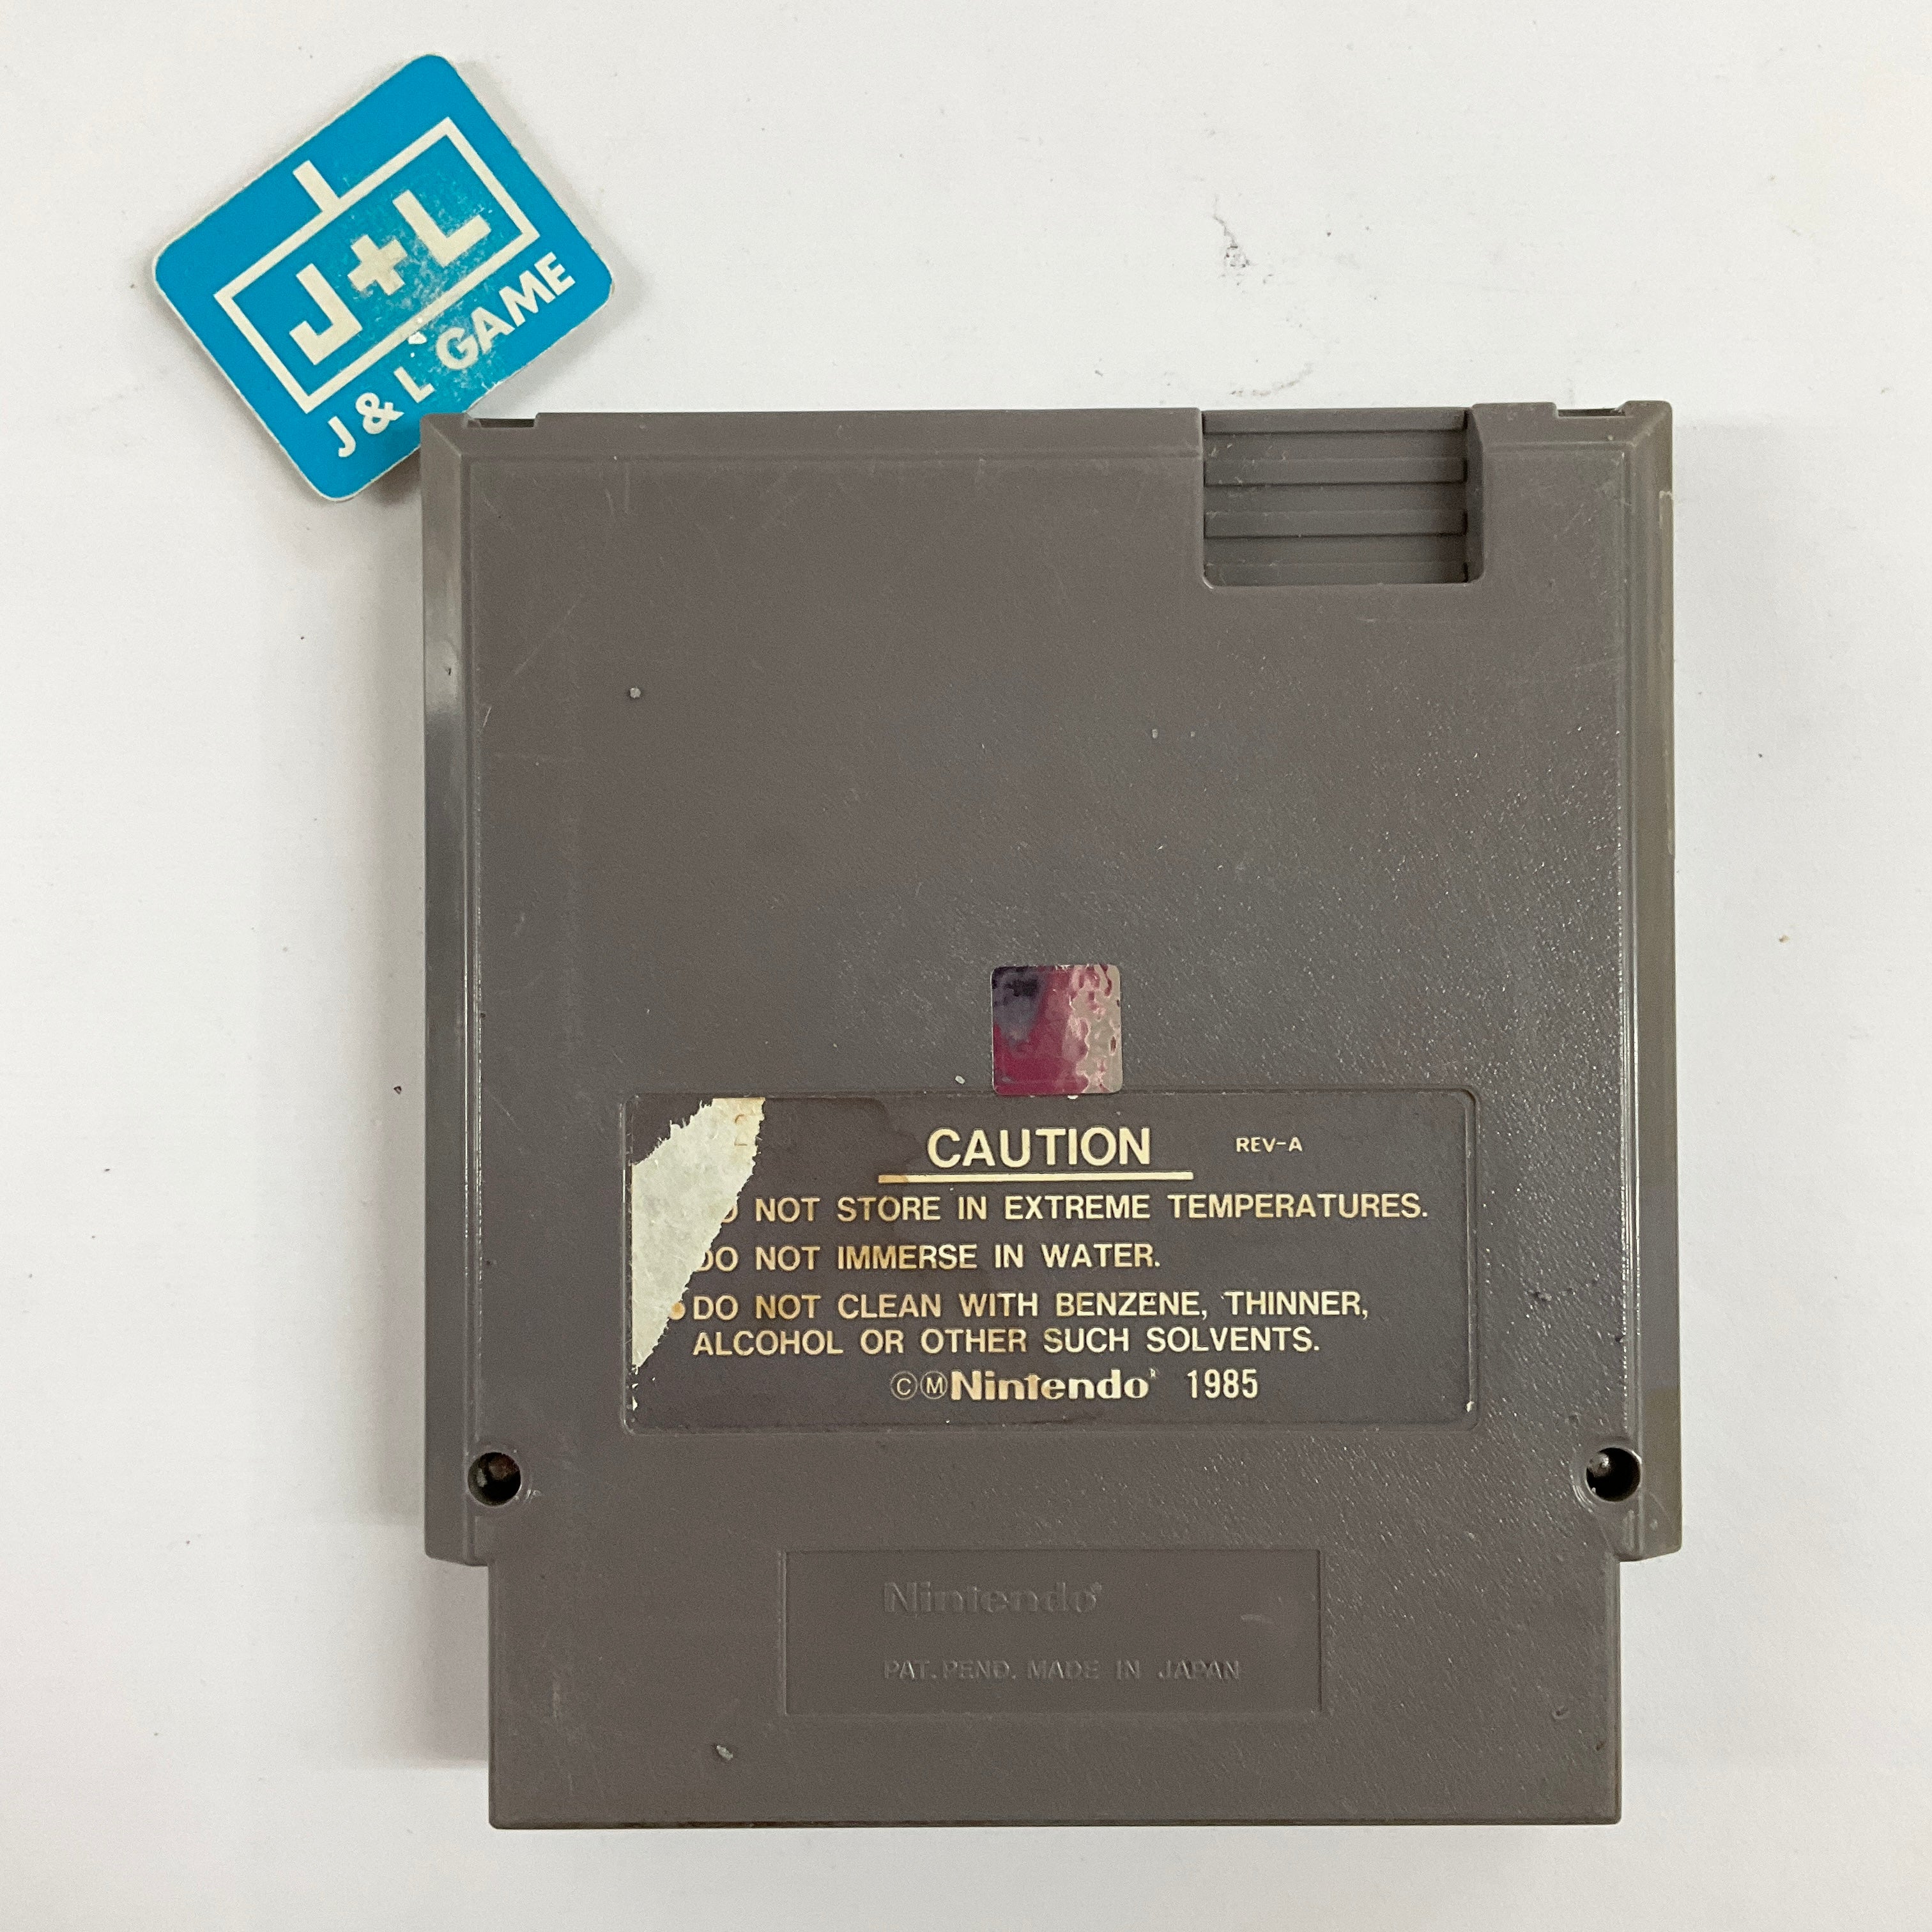 J+L
J & L GAME
CAUTION REV-A
NOT STORE IN EXTREME TEMPERATURES.
DO NOT IMMERSE IN WATER.
•DO NOT CLEAN WITH BENZENE, THINNER,
ALCOHOL OR OTHER SUCH SOLVENTS.
ⒸⓂNintendo® 1985
Nintendo®
PAT. PEND. MADE IN JAPAN